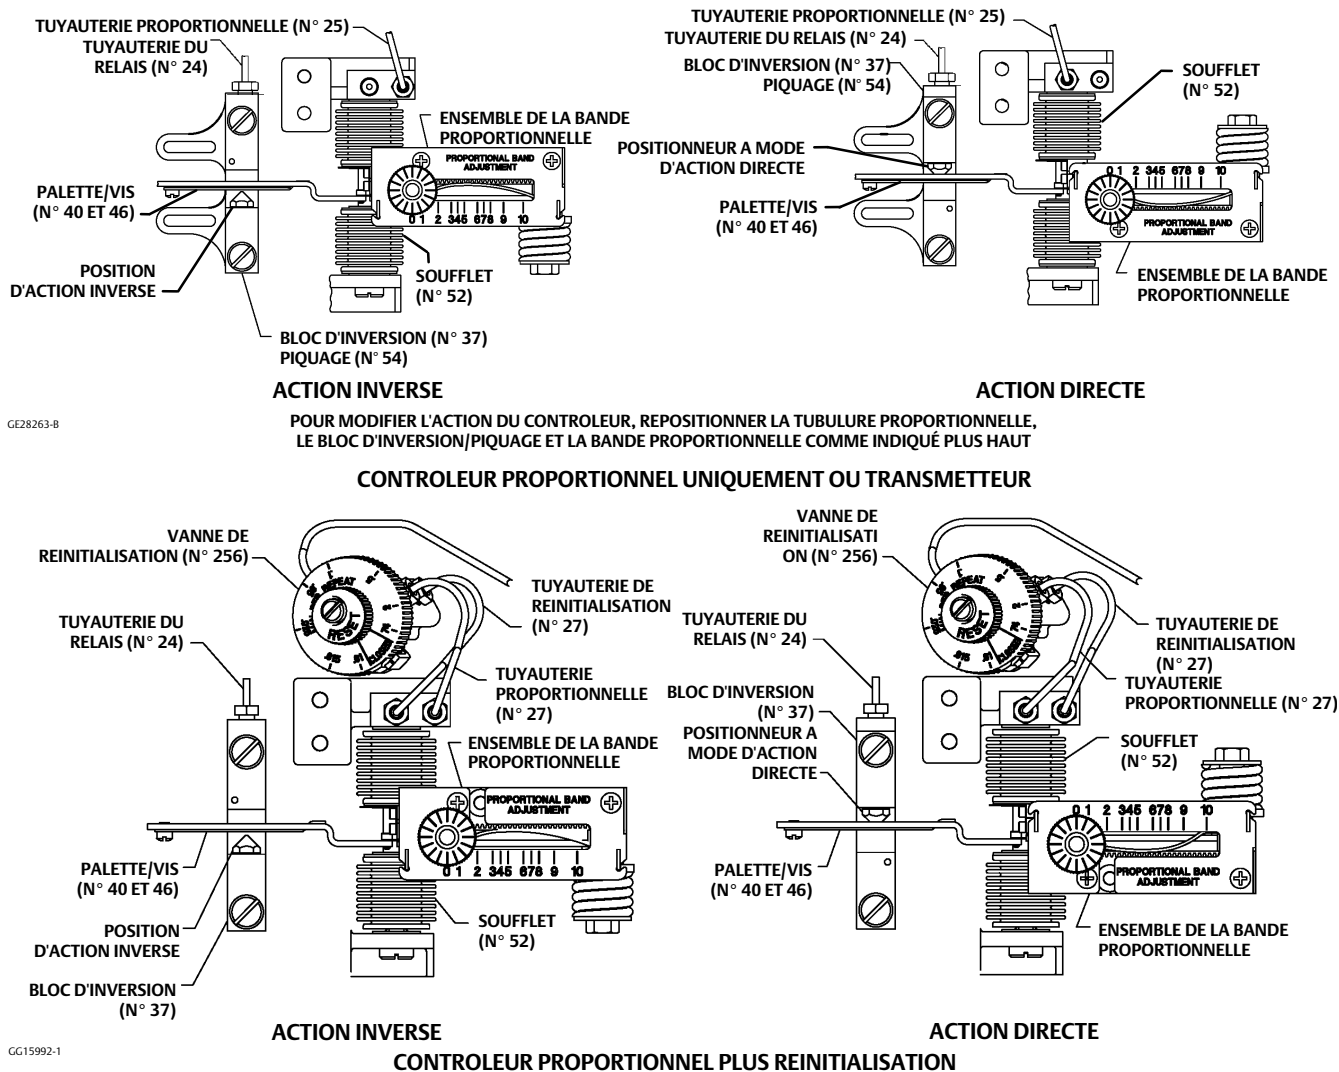 TUYAUTERIE PROPORTIONNELLE (N° 25)
TUYAUTERIE DU
RELAIS (N° 24)
ENSEMBLE DE LA BANDE
PROPORTIONNELLE
PROPORTIONAL BAND
ADJUSTMENT
0 1 2 345 678 9 10
PALETTE/VIS
(N° 40 ET 46)
POSITION
D'ACTION INVERSE
SOUFFLET
(N° 52)
BLOC D'INVERSION (N° 37)
PIQUAGE (N° 54)
ACTION INVERSE
TUYAUTERIE PROPORTIONNELLE (N° 25)
TUYAUTERIE DU RELAIS (N° 24)
BLOC D'INVERSION (N° 37)
PIQUAGE (N° 54)
SOUFFLET
(N° 52)
POSITIONNEUR A MODE
D'ACTION DIRECTE
0 1 2 345 678 9 10
PROPORTIONAL BAND
ADJUSTMENT
PALETTE/VIS
(N° 40 ET 46)
ENSEMBLE DE LA BANDE
PROPORTIONNELLE
ACTION DIRECTE
GE28263-B
POUR MODIFIER L'ACTION DU CONTROLEUR, REPOSITIONNER LA TUBULURE PROPORTIONNELLE,
LE BLOC D'INVERSION/PIQUAGE ET LA BANDE PROPORTIONNELLE COMME INDIQUÉ PLUS HAUT
CONTROLEUR PROPORTIONNEL UNIQUEMENT OU TRANSMETTEUR
VANNE DE
REINITIALISATION (N° 256)
REPEAT
RESET
CLOSED
.01
.015
TUYAUTERIE DE
REINITIALISATION
(N° 27)
TUYAUTERIE DU
RELAIS (N° 24)
TUYAUTERIE
PROPORTIONNELLE
(N° 27)
ENSEMBLE DE LA BANDE
PROPORTIONNELLE
PROPORTIONAL BAND
ADJUSTMENT
0 1 2 345 678 9 10
PALETTE/VIS
(N° 40 ET 46)
POSITION
D'ACTION INVERSE
SOUFFLET
(N° 52)
BLOC D'INVERSION
(N° 37)
ACTION INVERSE
VANNE DE
REINITIALISATI
ON (N° 256)
REPEAT
RESET
CLOSED
.01
.015
TUYAUTERIE DU
RELAIS (N° 24)
TUYAUTERIE DE
REINITIALISATION
(N° 27)
TUYAUTERIE
PROPORTIONNELLE (N° 27)
BLOC D'INVERSION
(N° 37)
POSITIONNEUR A
MODE D'ACTION
DIRECTE
SOUFFLET
(N° 52)
0 1 2 345 678 9 10
PROPORTIONAL BAND
ADJUSTMENT
PALETTE/VIS
(N° 40 ET 46)
ENSEMBLE DE LA BANDE
PROPORTIONNELLE
ACTION DIRECTE
GG15992-1
CONTROLEUR PROPORTIONNEL PLUS REINITIALISATION